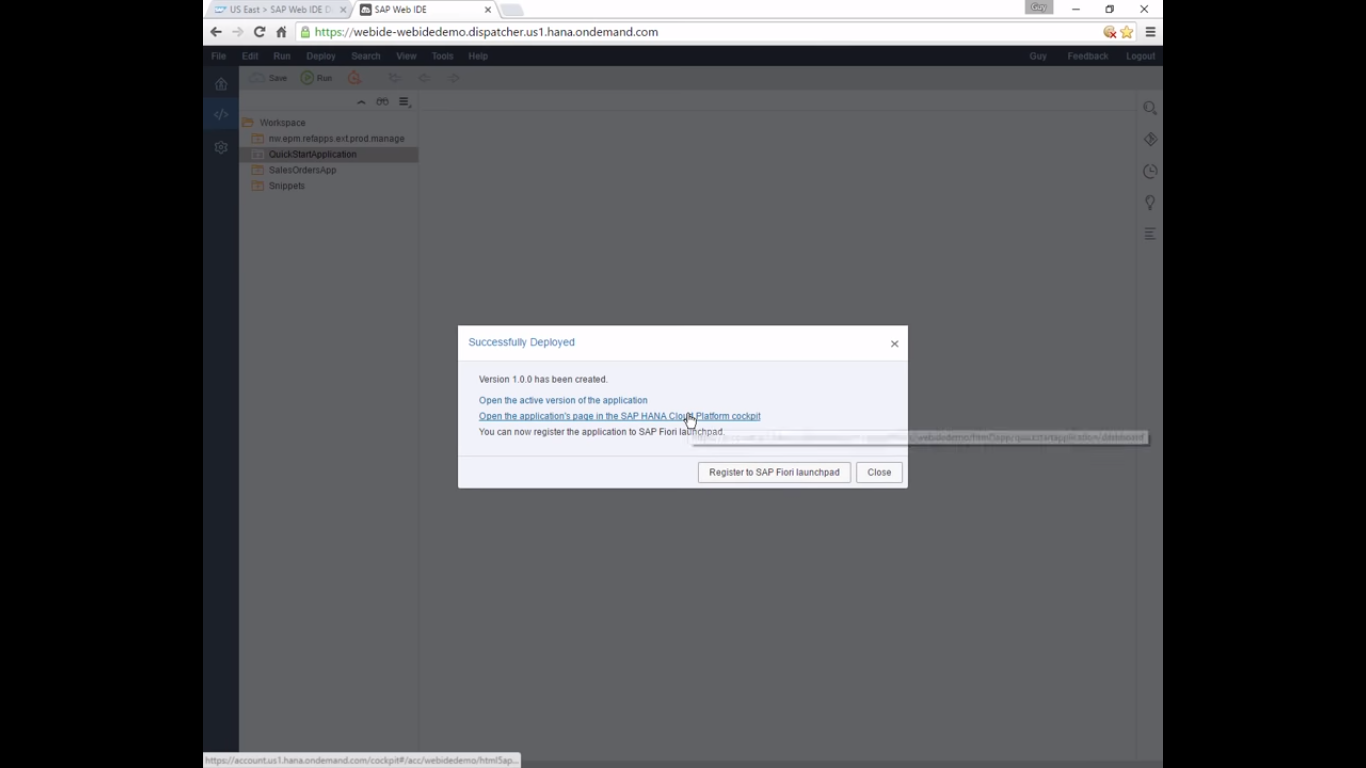 US East > SAP Web IDE D
SAP Web IDE
Guy
https://webide-webidedemo.dispatcher.us1.hana.ondemand.com
File Edit Run Deploy Search View Tools Help Guy Feedback Logout
Save Run
Workspace
nw.epm.refapps.ext.prod.manage
QuickStartApplication
SalesOrdersApp
Snippets
Successfully Deployed
Version 1.0.0 has been created.
Open the active version of the application
Open the application's page in the SAP HANA Cloud Platform cockpit
You can now register the application to SAP Fiori launchpad.
Register to SAP Fiori launchpad Close
https://account.us1.hana.ondemand.com/cockpit#/acc/webidedemo/html5ap...